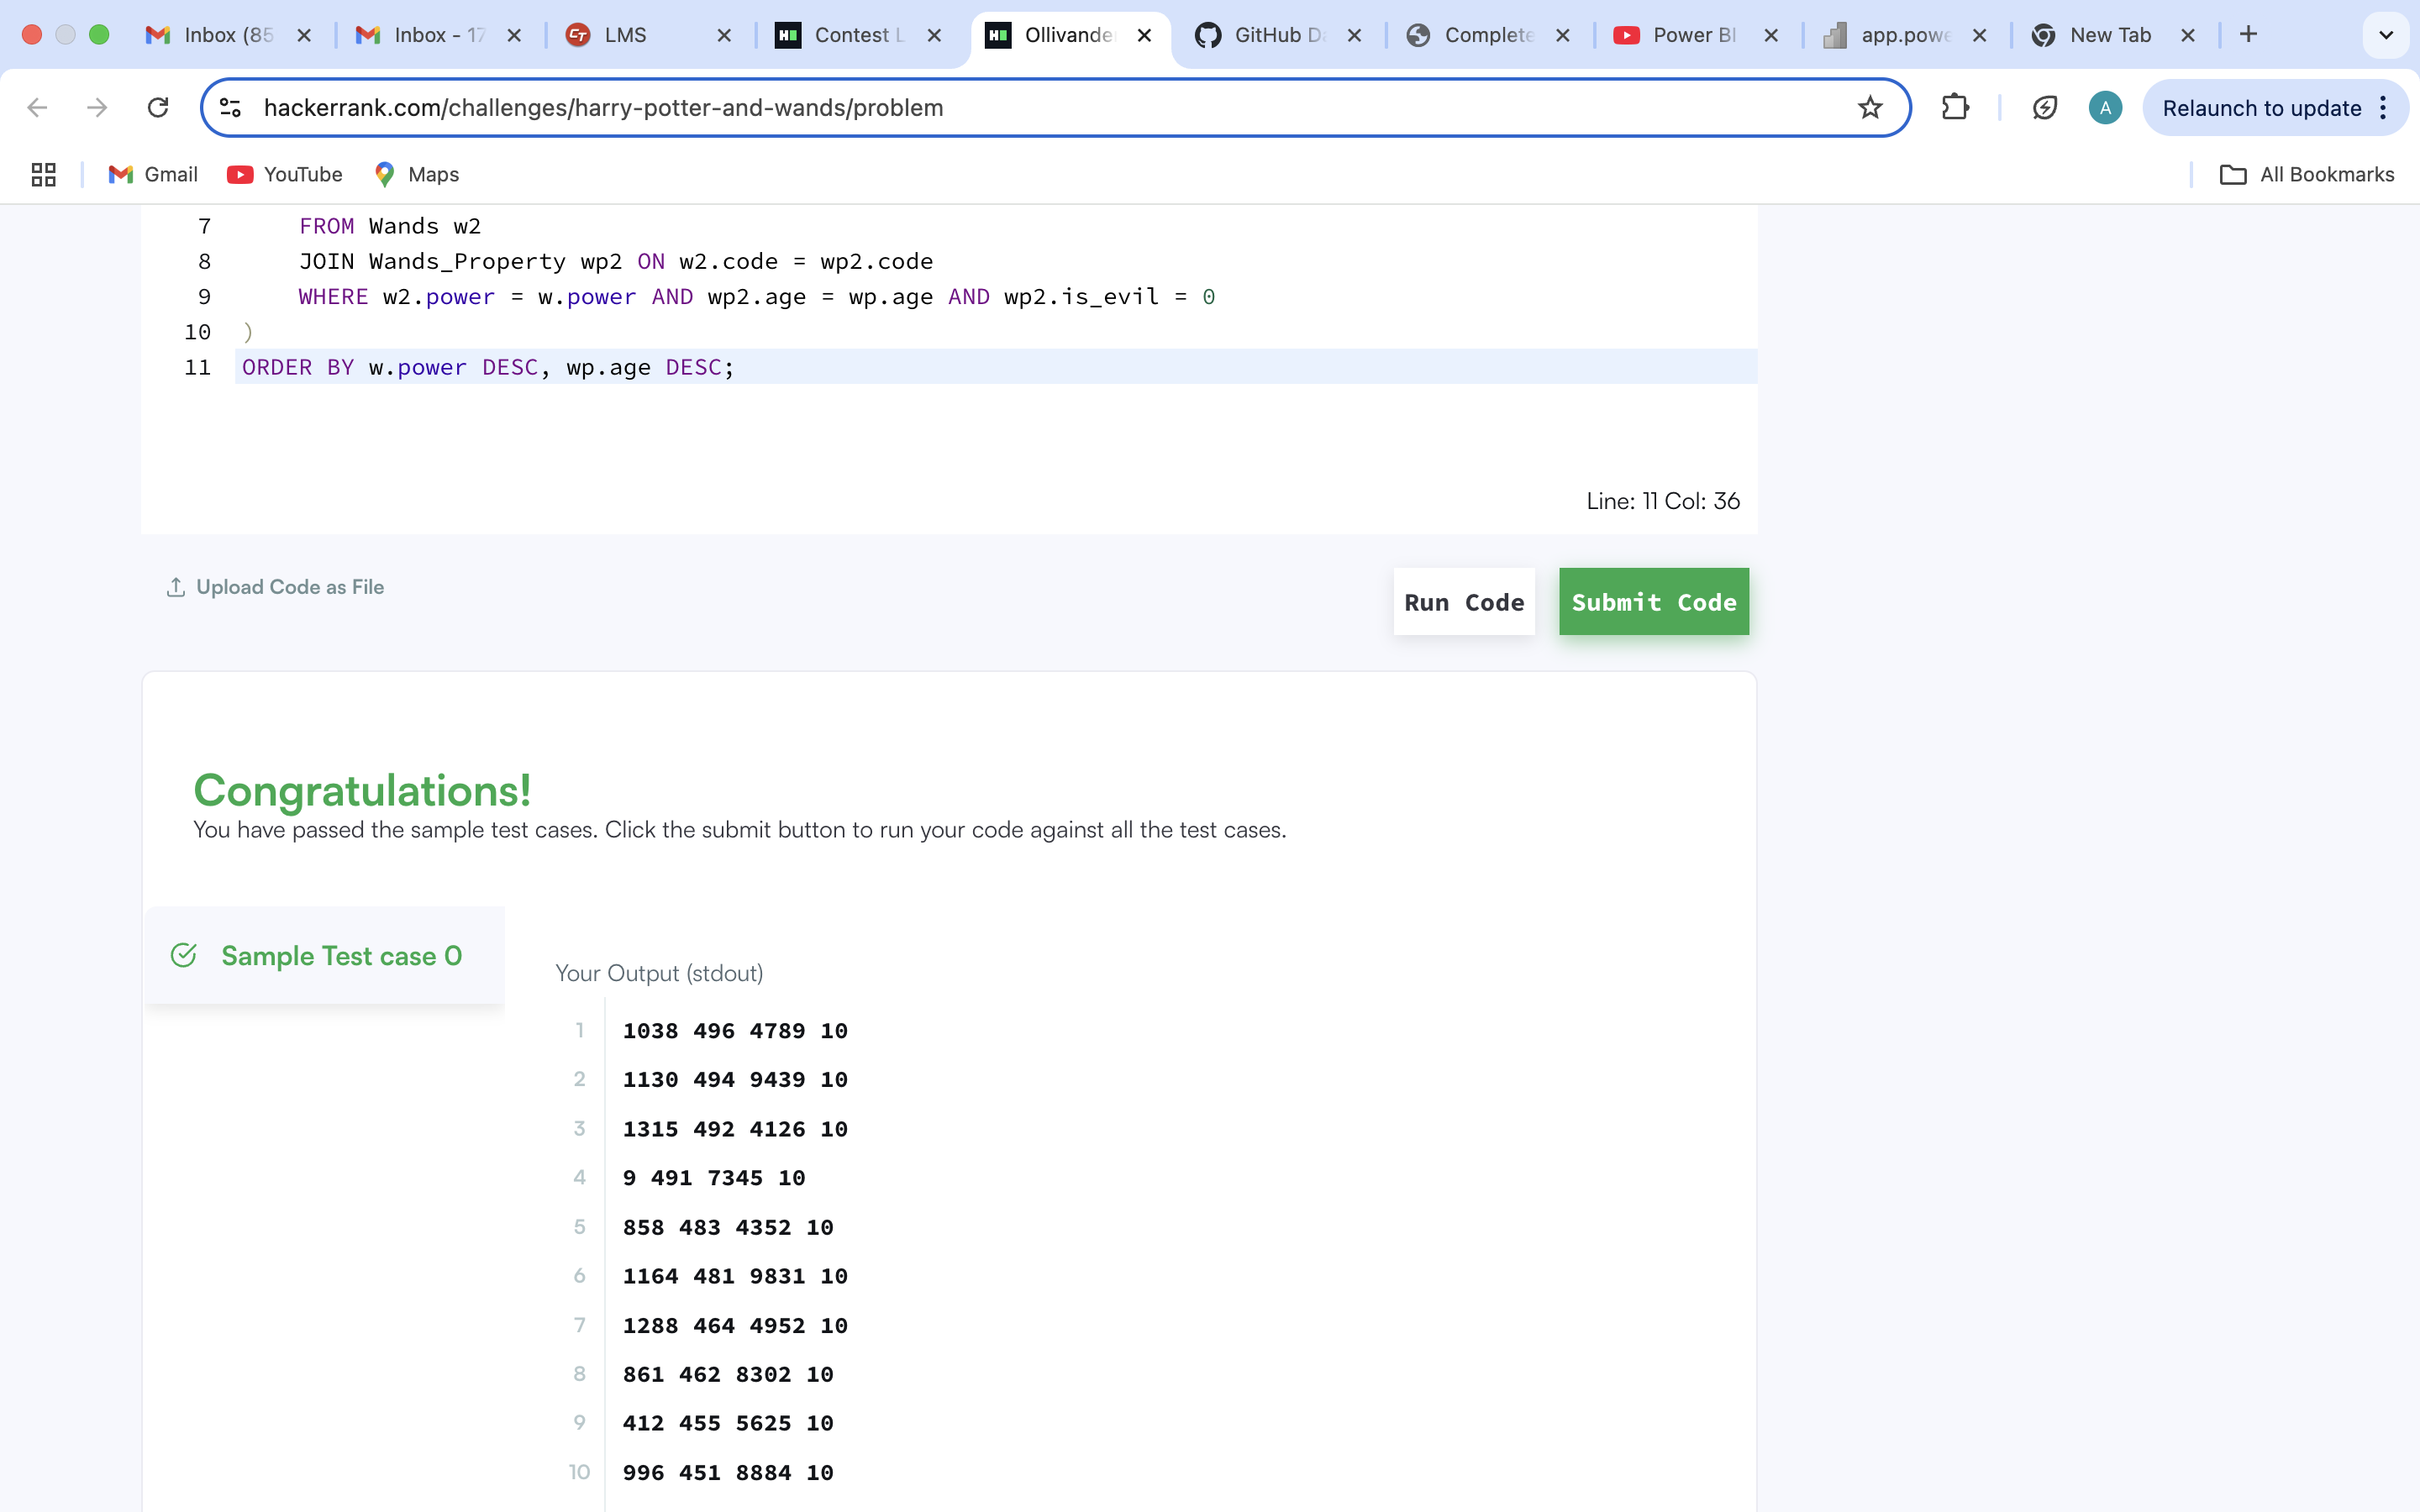 Inbox (85
Inbox - 17
LMS
Contest L
Ollivande
GitHub Da
Complete
Power BI
app.powe
New Tab
hackerrank.com/challenges/harry-potter-and-wands/problem
A
Relaunch to update
Gmail
YouTube
Maps
All Bookmarks
7 FROM Wands w2
8 JOIN Wands_Property wp2 ON w2.code = wp2.code
9 WHERE w2.power = w.power AND wp2.age = wp.age AND wp2.is_evil = 0
10 )
11 ORDER BY w.power DESC, wp.age DESC;
Line: 11 Col: 36
Upload Code as File
Run Code
Submit Code
Congratulations!
You have passed the sample test cases. Click the submit button to run your code against all the test cases.
Sample Test case 0
Your Output (stdout)
1 1038 496 4789 10
2 1130 494 9439 10
3 1315 492 4126 10
4 9 491 7345 10
5 858 483 4352 10
6 1164 481 9831 10
7 1288 464 4952 10
8 861 462 8302 10
9 412 455 5625 10
10 996 451 8884 10